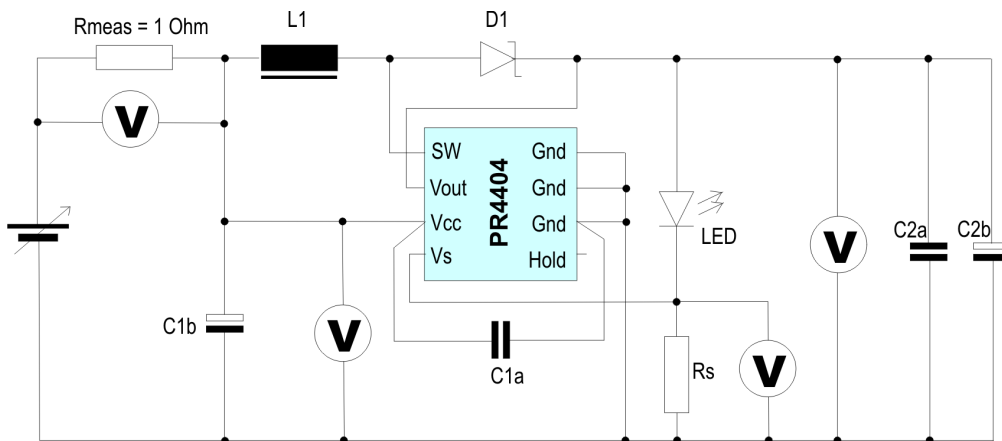 Rmeas = 1 Ohm
L1
D1
V
SW
Gnd
Vout
Gnd
Vcc
Gnd
Vs
Hold
PR4404
LED
V
C2a
C2b
C1b
V
C1a
Rs
V